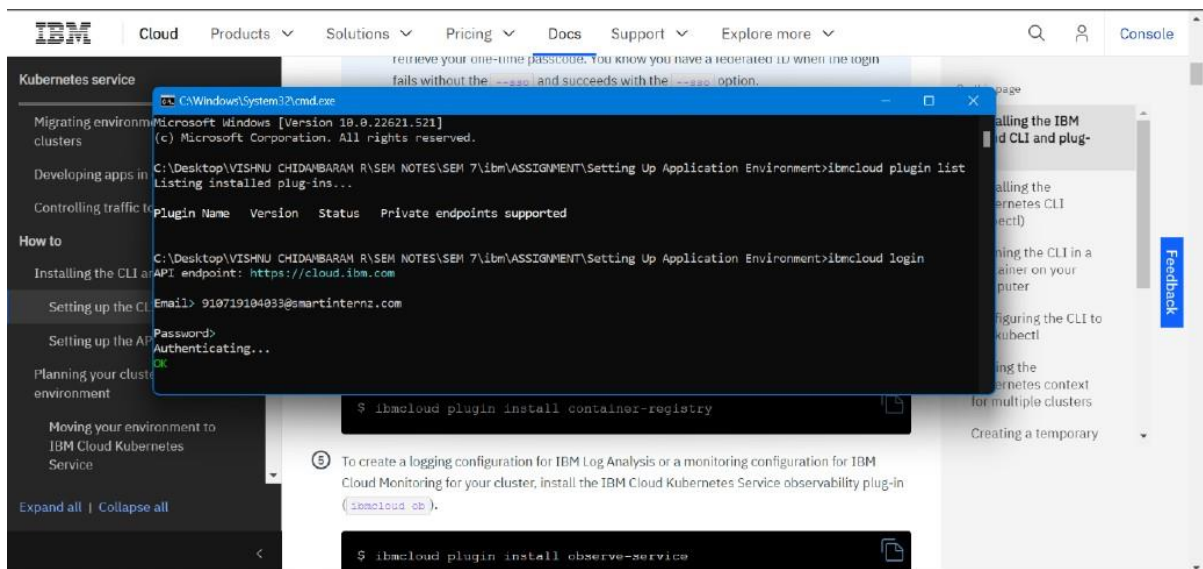 IBM Cloud Products Solutions Pricing Docs Support Explore more Console
Kubernetes service
Migrating environm
clusters
Developing apps in
Controlling traffic to
How to
Installing the CLI an
Setting up the CL
Setting up the AP
Planning your cluste
environment
Moving your environment to
IBM Cloud Kubernetes
Service
Expand all | Collapse all
retrieve your one-time passcode. You know you have a federated ID when the login
fails without the --sso and succeeds with the --sso option.
C:\Windows\System32\cmd.exe
Microsoft Windows [Version 10.0.22621.521]
(c) Microsoft Corporation. All rights reserved.
C:\Desktop\VISHNU CHIDAMBARAM R\SEM NOTES\SEM 7\ibm\ASSIGNMENT\Setting Up Application Environment>ibmcloud plugin list
Listing installed plug-ins...
Plugin Name Version Status Private endpoints supported
C:\Desktop\VISHNU CHIDAMBARAM R\SEM NOTES\SEM 7\ibm\ASSIGNMENT\Setting Up Application Environment>ibmcloud login
API endpoint: https://cloud.ibm.com
Email> 910719104033@smartinternz.com
Password>
Authenticating...
OK
$ ibmcloud plugin install container-registry
5 To create a logging configuration for IBM Log Analysis or a monitoring configuration for IBM
Cloud Monitoring for your cluster, install the IBM Cloud Kubernetes Service observability plug-in
( ibmcloud ob ).
$ ibmcloud plugin install observe-service
page
alling the IBM
d CLI and plug-
alling the
ernetes CLI
ectl)
ning the CLI in a
ainer on your
puter
figuring the CLI to
kubectl
ing the
ernetes context
for multiple clusters
Creating a temporary
Feedback